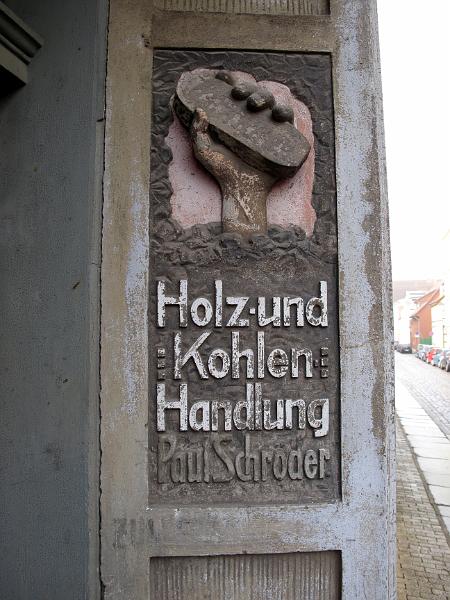 Holz-und
Kohlen-
Handlung
Paul Schröder